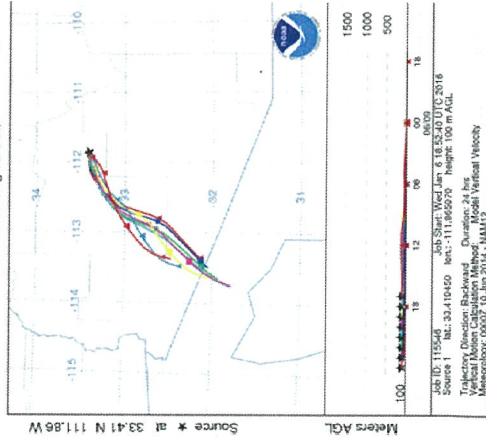 Source ★ at 33.41 N 111.86 W
-115
-114
-113
-112
-111
-110
34
33
32
31
noaa
Meters AGL
1500
1000
500
100
18
12
06
00
18
06/09
Job ID: 115546 Job Start: Wed Jan 6 18:52:40 UTC 2016
Source 1 lat.: 33.410450 lon.: -111.865920 height: 100 m AGL
Trajectory Direction: Backward Duration: 24 hrs
Vertical Motion Calculation Method: Model Vertical Velocity
Meteorology: 0000Z 10 Jun 2014 - NAM12